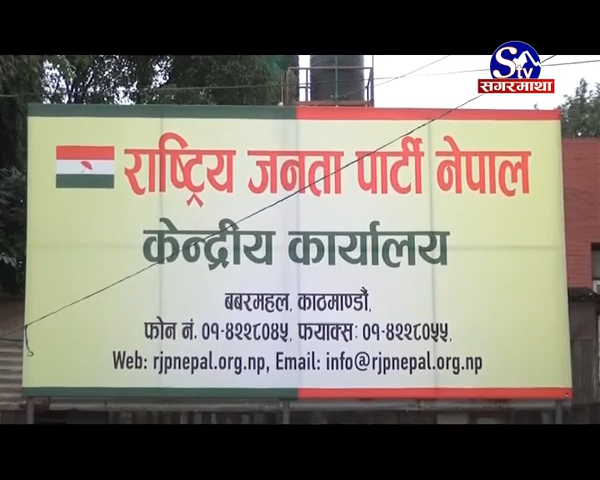 STV
सगरमाथा
राष्ट्रिय जनता पार्टी नेपाल
केन्द्रीय कार्यालय
बबरमहल, काठमाण्डौं,
फोन नं. ०१-४२२८०४५, फयाक्स: ०१-४२२८०५५,
Web: rjpnepal.org.np, Email: info@rjpnepal.org.np